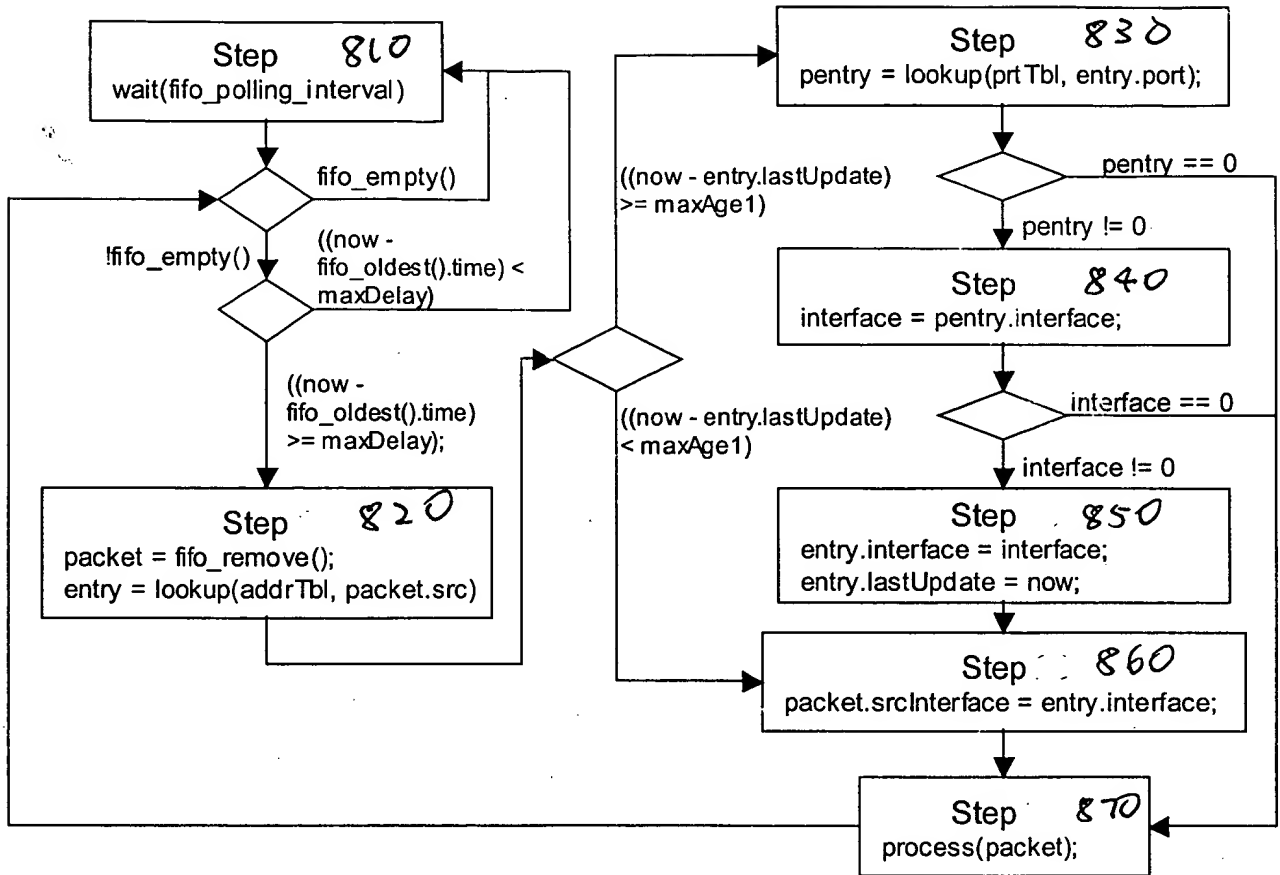 Step 810
wait(fifo_polling_interval)
fifo_empty()
!fifo_empty()
((now -
fifo_oldest().time) <
maxDelay)
((now -
fifo_oldest().time)
>= maxDelay);
Step 820
packet = fifo_remove();
entry = lookup(addrTbl, packet.src)
((now - entry.lastUpdate)
>= maxAge1)
((now - entry.lastUpdate)
< maxAge1)
Step 830
pentry = lookup(prtTbl, entry.port);
pentry == 0
pentry != 0
Step 840
interface = pentry.interface;
interface == 0
interface != 0
Step 850
entry.interface = interface;
entry.lastUpdate = now;
Step 860
packet.srcInterface = entry.interface;
Step 870
process(packet);